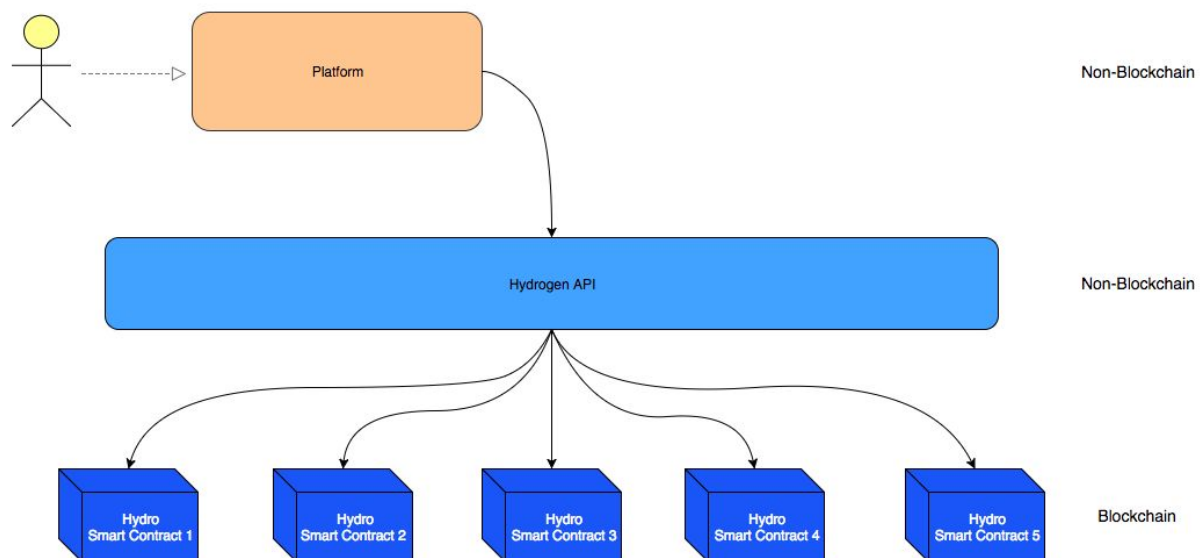 Platform
Non-Blockchain
Hydrogen API
Non-Blockchain
Hydro
Smart Contract 1
Hydro
Smart Contract 2
Hydro
Smart Contract 3
Hydro
Smart Contract 4
Hydro
Smart Contract 5
Blockchain